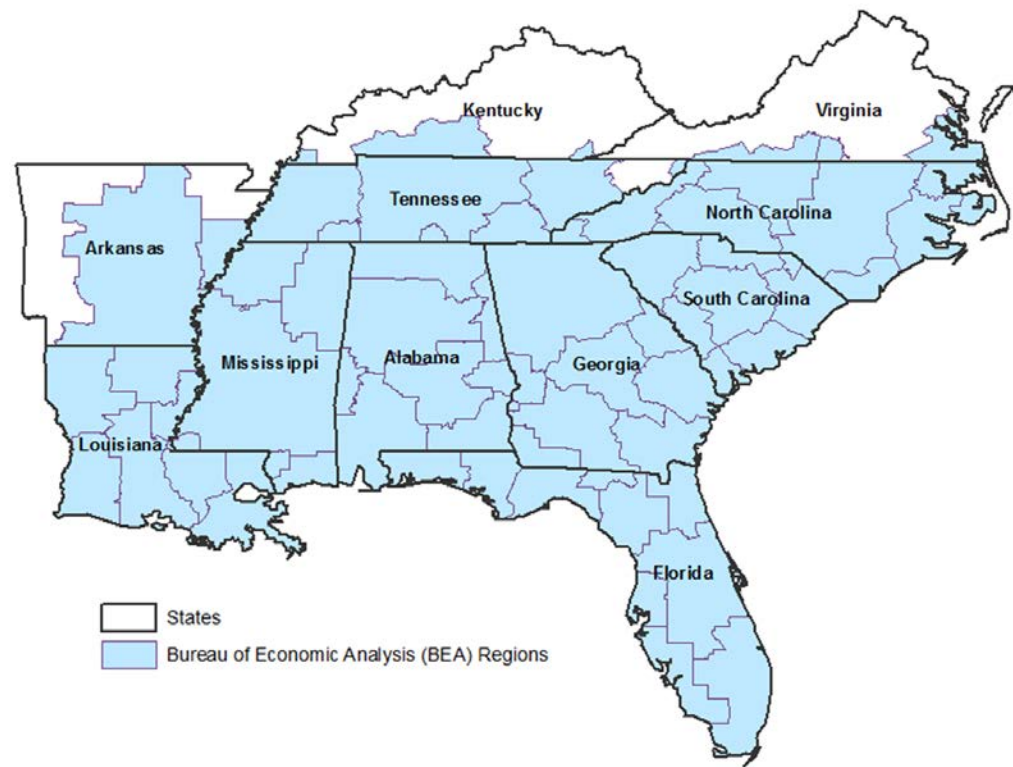 Kentucky
Virginia
Tennessee
North Carolina
Arkansas
South Carolina
Mississippi
Alabama
Georgia
Louisiana
Florida
States
Bureau of Economic Analysis (BEA) Regions